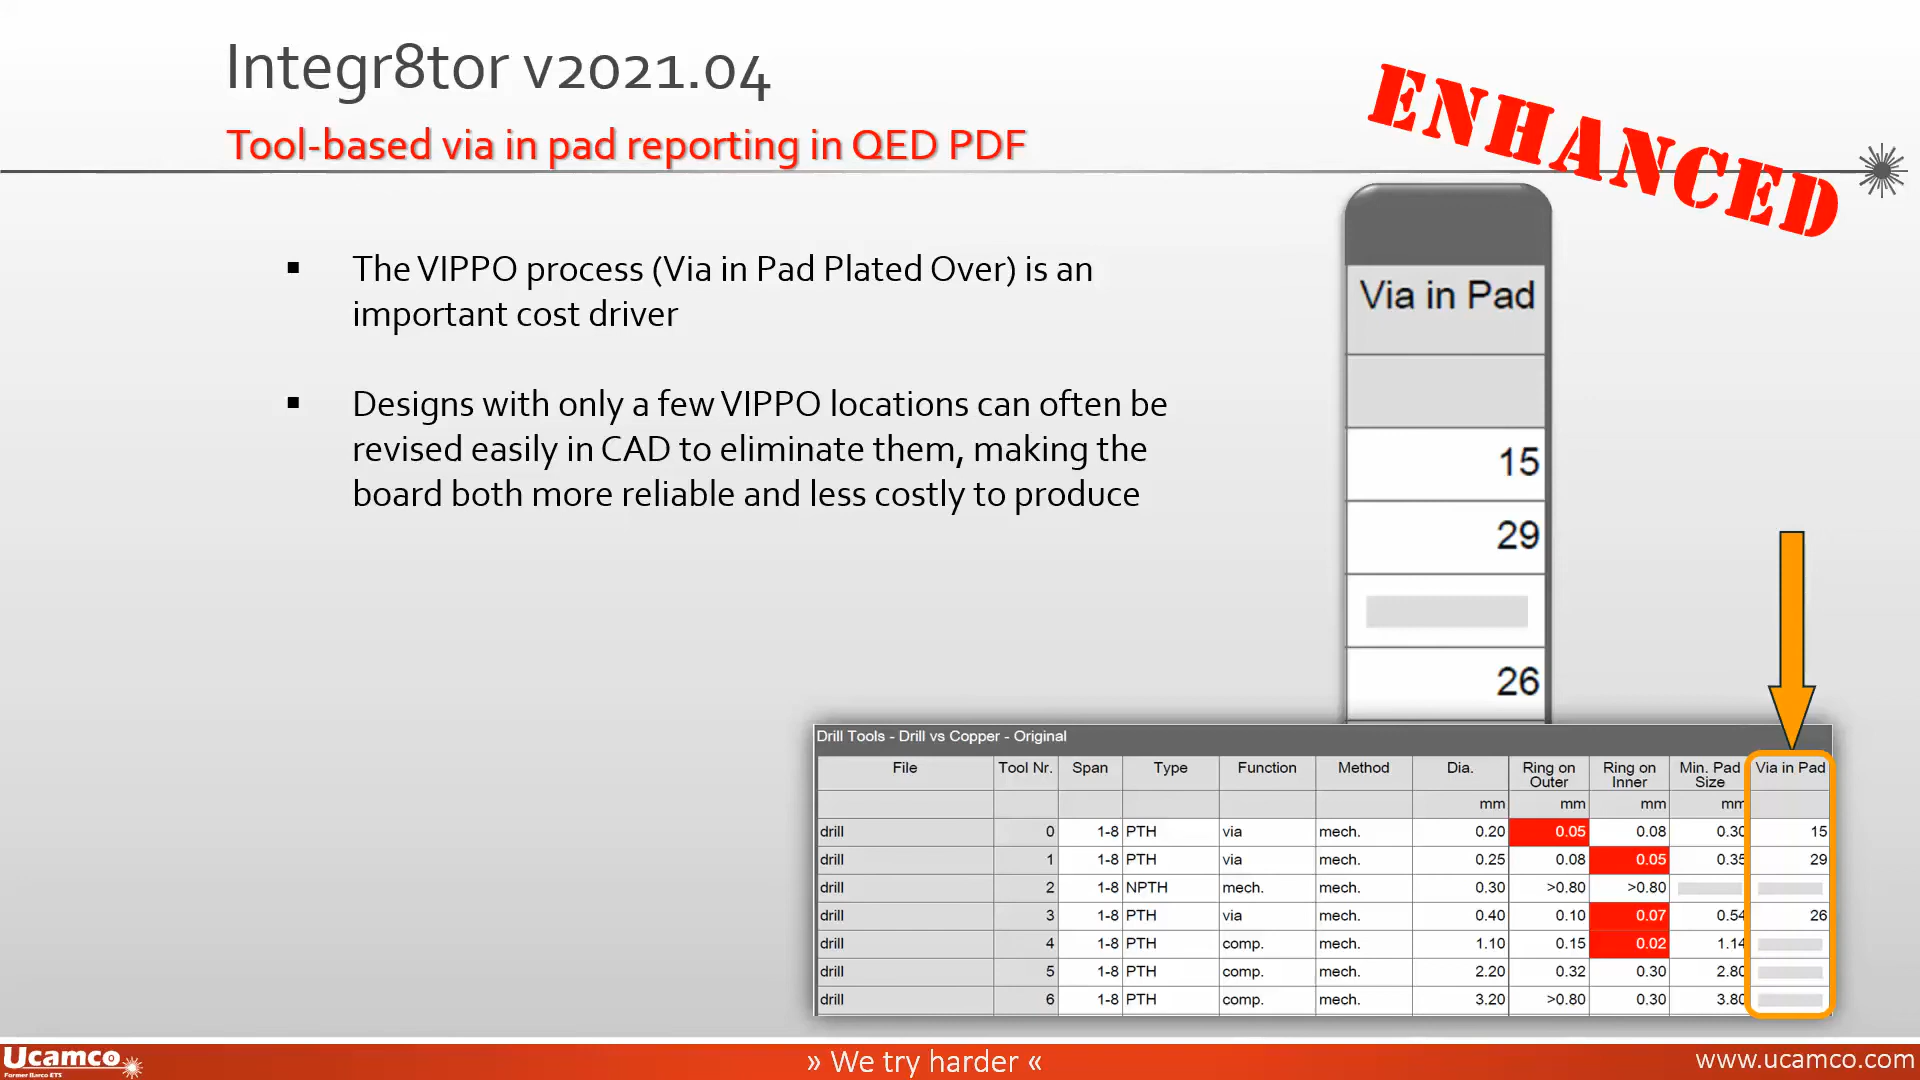 Integr8tor v2021.04
Tool-based via in pad reporting in QED PDF
ENHANCED
▪ The VIPPO process (Via in Pad Plated Over) is an
important cost driver
▪ Designs with only a few VIPPO locations can often be
revised easily in CAD to eliminate them, making the
board both more reliable and less costly to produce
Via in Pad
15
29
26
Drill Tools - Drill vs Copper - Original
File Tool Nr. Span Type Function Method Dia. Ring on Outer Ring on Inner Min. Pad Size Via in Pad
mm mm mm mm
drill 0 1-8 PTH via mech. 0.20 0.05 0.08 0.30 15
drill 1 1-8 PTH via mech. 0.25 0.08 0.05 0.35 29
drill 2 1-8 NPTH mech. mech. 0.30 >0.80 >0.80
drill 3 1-8 PTH via mech. 0.40 0.10 0.07 0.54 26
drill 4 1-8 PTH comp. mech. 1.10 0.15 0.02 1.14
drill 5 1-8 PTH comp. mech. 2.20 0.32 0.30 2.80
drill 6 1-8 PTH comp. mech. 3.20 >0.80 0.30 3.80
Ucamco
Former Barco ETS
» We try harder «
www.ucamco.com